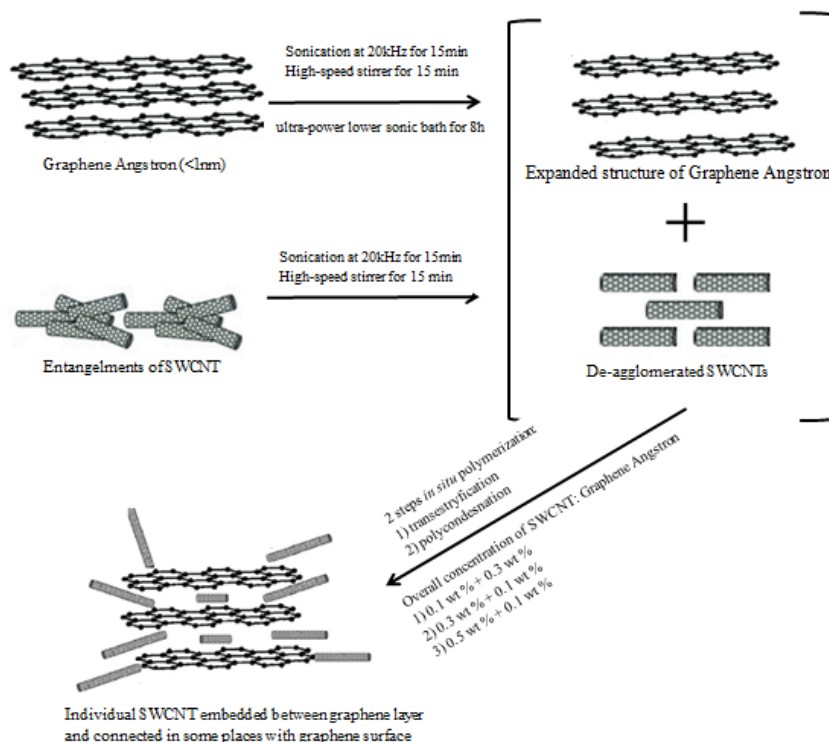 Sonication at 20kHz for 15min
High-speed stirrer for 15 min
ultra-power lower sonic bath for 8h
Graphene Angstron (<1nm)
Expanded structure of Graphene Angstron
+
Sonication at 20kHz for 15min
High-speed stirrer for 15 min
Entangelments of SWCNT
De-agglomerated SWCNTs
2 steps in situ polymerization:
1) transestryfication
2) polycondesnation
Overall concentration of SWCNT: Graphene Angstron
1) 0.1 wt % + 0.3 wt %
2) 0.3 wt % + 0.1 wt %
3) 0.5 wt % + 0.1 wt %
Individual SWCNT embedded between graphene layer
and connected in some places with graphene surface